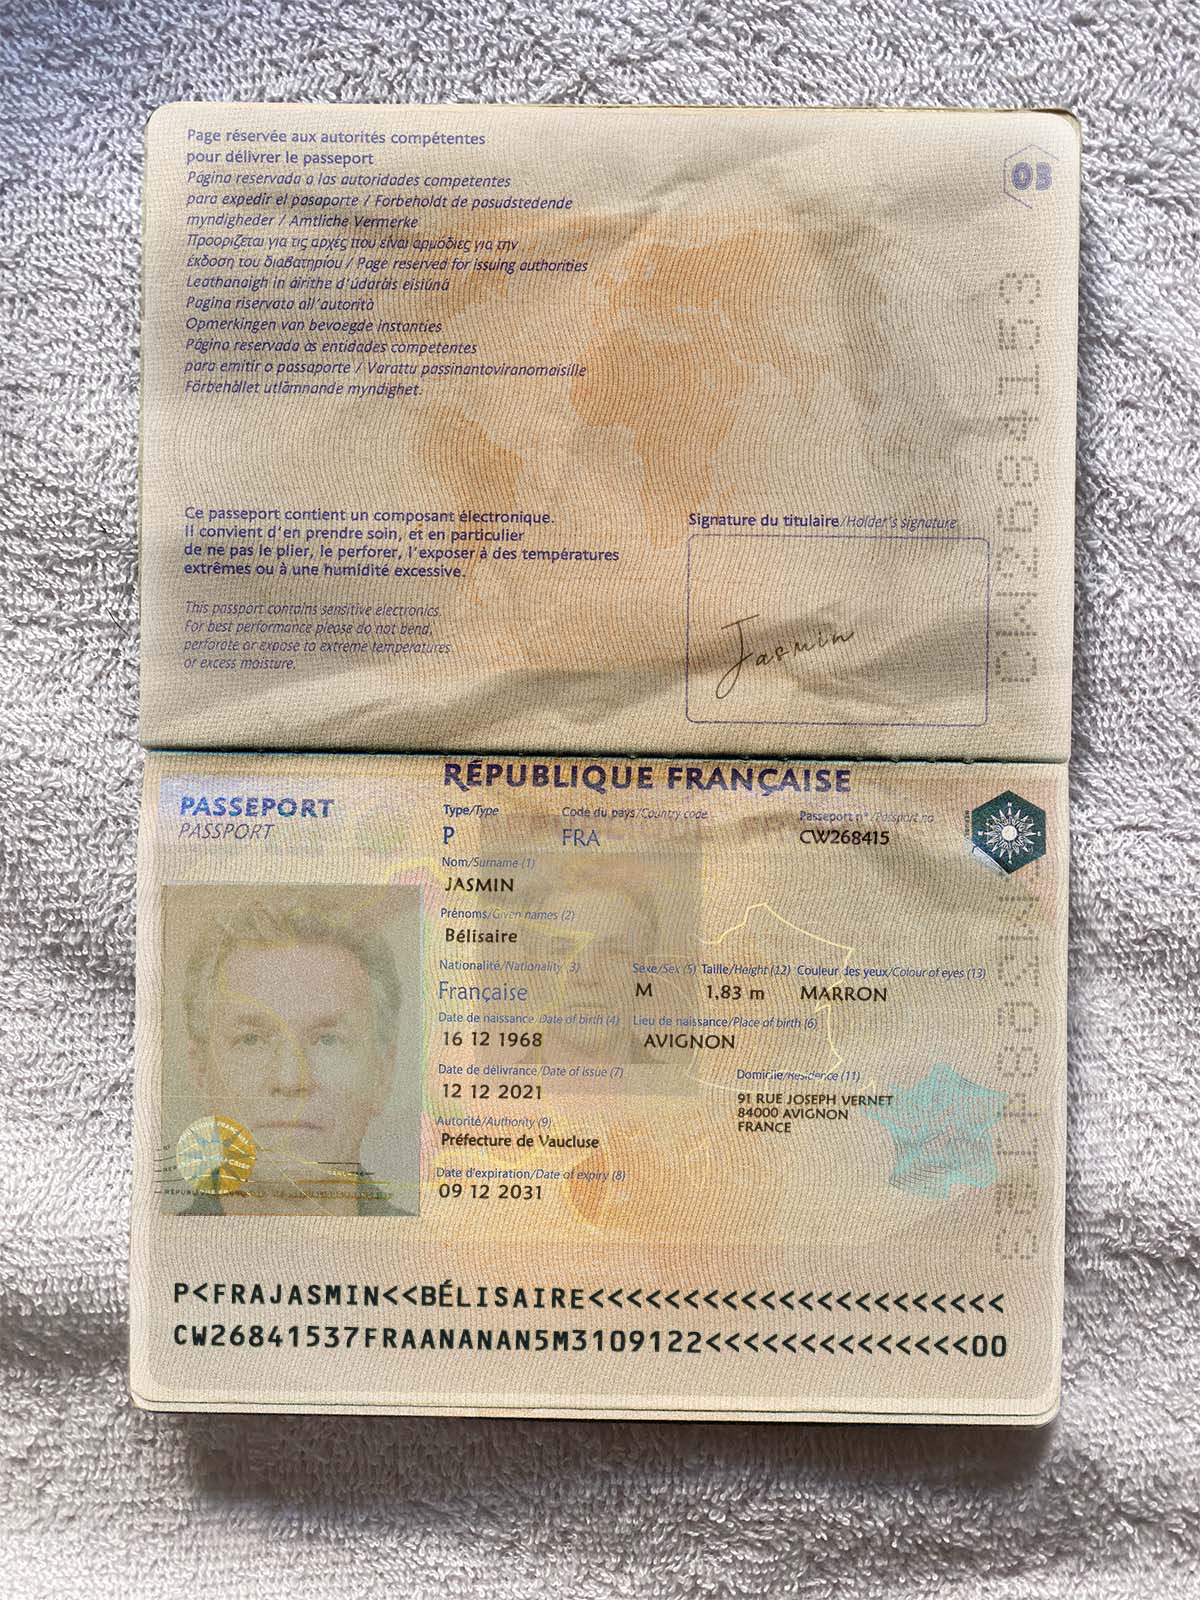 Page réservée aux autorités compétentes
pour délivrer le passeport
Pagina reservada a las autoridades competentes
para expedir el pasaporte / Forbeholdt de pasudstedende
myndigheder / Amtliche Vermerke
Προορίζεται για τις αρχές που είναι αρμόδιες για την
έκδοση του διαβατηρίου / Page reserved for issuing authorities
Leathanaigh in áirithe d'údaráis eisiúná
Pagina riservata all'autorità
Opmerkingen van bevoegde instanties
Página reservada às entidades competentes
para emitir o passaporte / Varattu passinantoviranomaisille
Förbehållet utlämnande myndighet.
03
Ce passeport contient un composant électronique.
Il convient d'en prendre soin, et en particulier
de ne pas le plier, le perforer, l'exposer à des températures
extrêmes ou à une humidité excessive.
This passport contains sensitive electronics.
For best performance please do not bend,
perforate or expose to extreme temperatures
or excess moisture.
Signature du titulaire/Holder's signature
Jasmin
RÉPUBLIQUE FRANÇAISE
PASSEPORT
PASSPORT
Type/Type Code du pays/Country code Passeport n°/Passport no
P FRA CW268415
Nom/Surname (1)
JASMIN
Prénoms/Given names (2)
Bélisaire
Nationalité/Nationality (3) Sexe/Sex (5) Taille/Height (12) Couleur des yeux/Colour of eyes (13)
Française M 1,83 m MARRON
Date de naissance/Date of birth (4) Lieu de naissance/Place of birth (6)
16 12 1968 AVIGNON
Date de délivrance/Date of issue (7) Domicile/Residence (11)
12 12 2021 91 RUE JOSEPH VERNET
84000 AVIGNON
FRANCE
Autorité/Authority (9)
Préfecture de Vaucluse
Date d'expiration/Date of expiry (8)
09 12 2031
P<FRAJASMIN<<BÉLISAIRE<<<<<<<<<<<<<<<<<<<<<<
CW26841537FRAANANAN5M3109122<<<<<<<<<<<<<<00